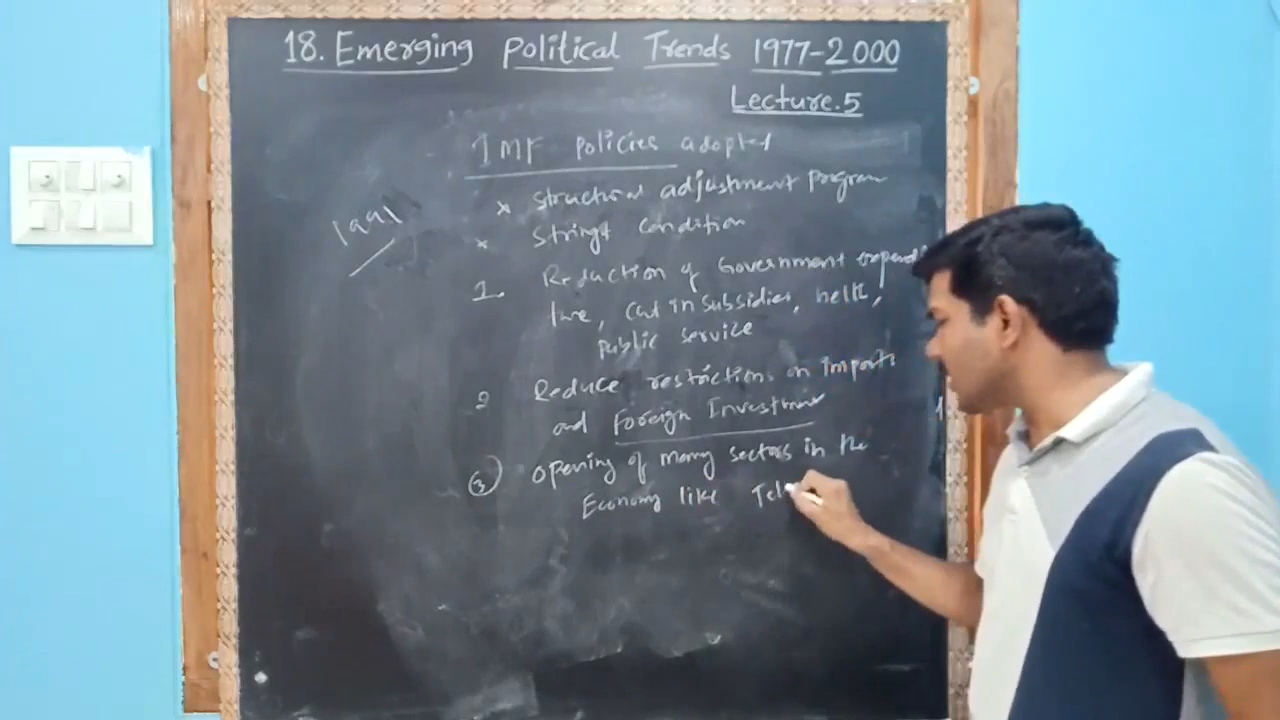 18. Emerging Political Trends 1977-2000
Lecture.5
IMF policies adopted
1991
* Structural adjustment program
* Stringt condition
1. Reduction of Government expendi
ture, cut in subsidies, helth,
public service
2 Reduce restrictions on imports
and Foreign Investment
3 opening of many sectors in the
Economy like Tel